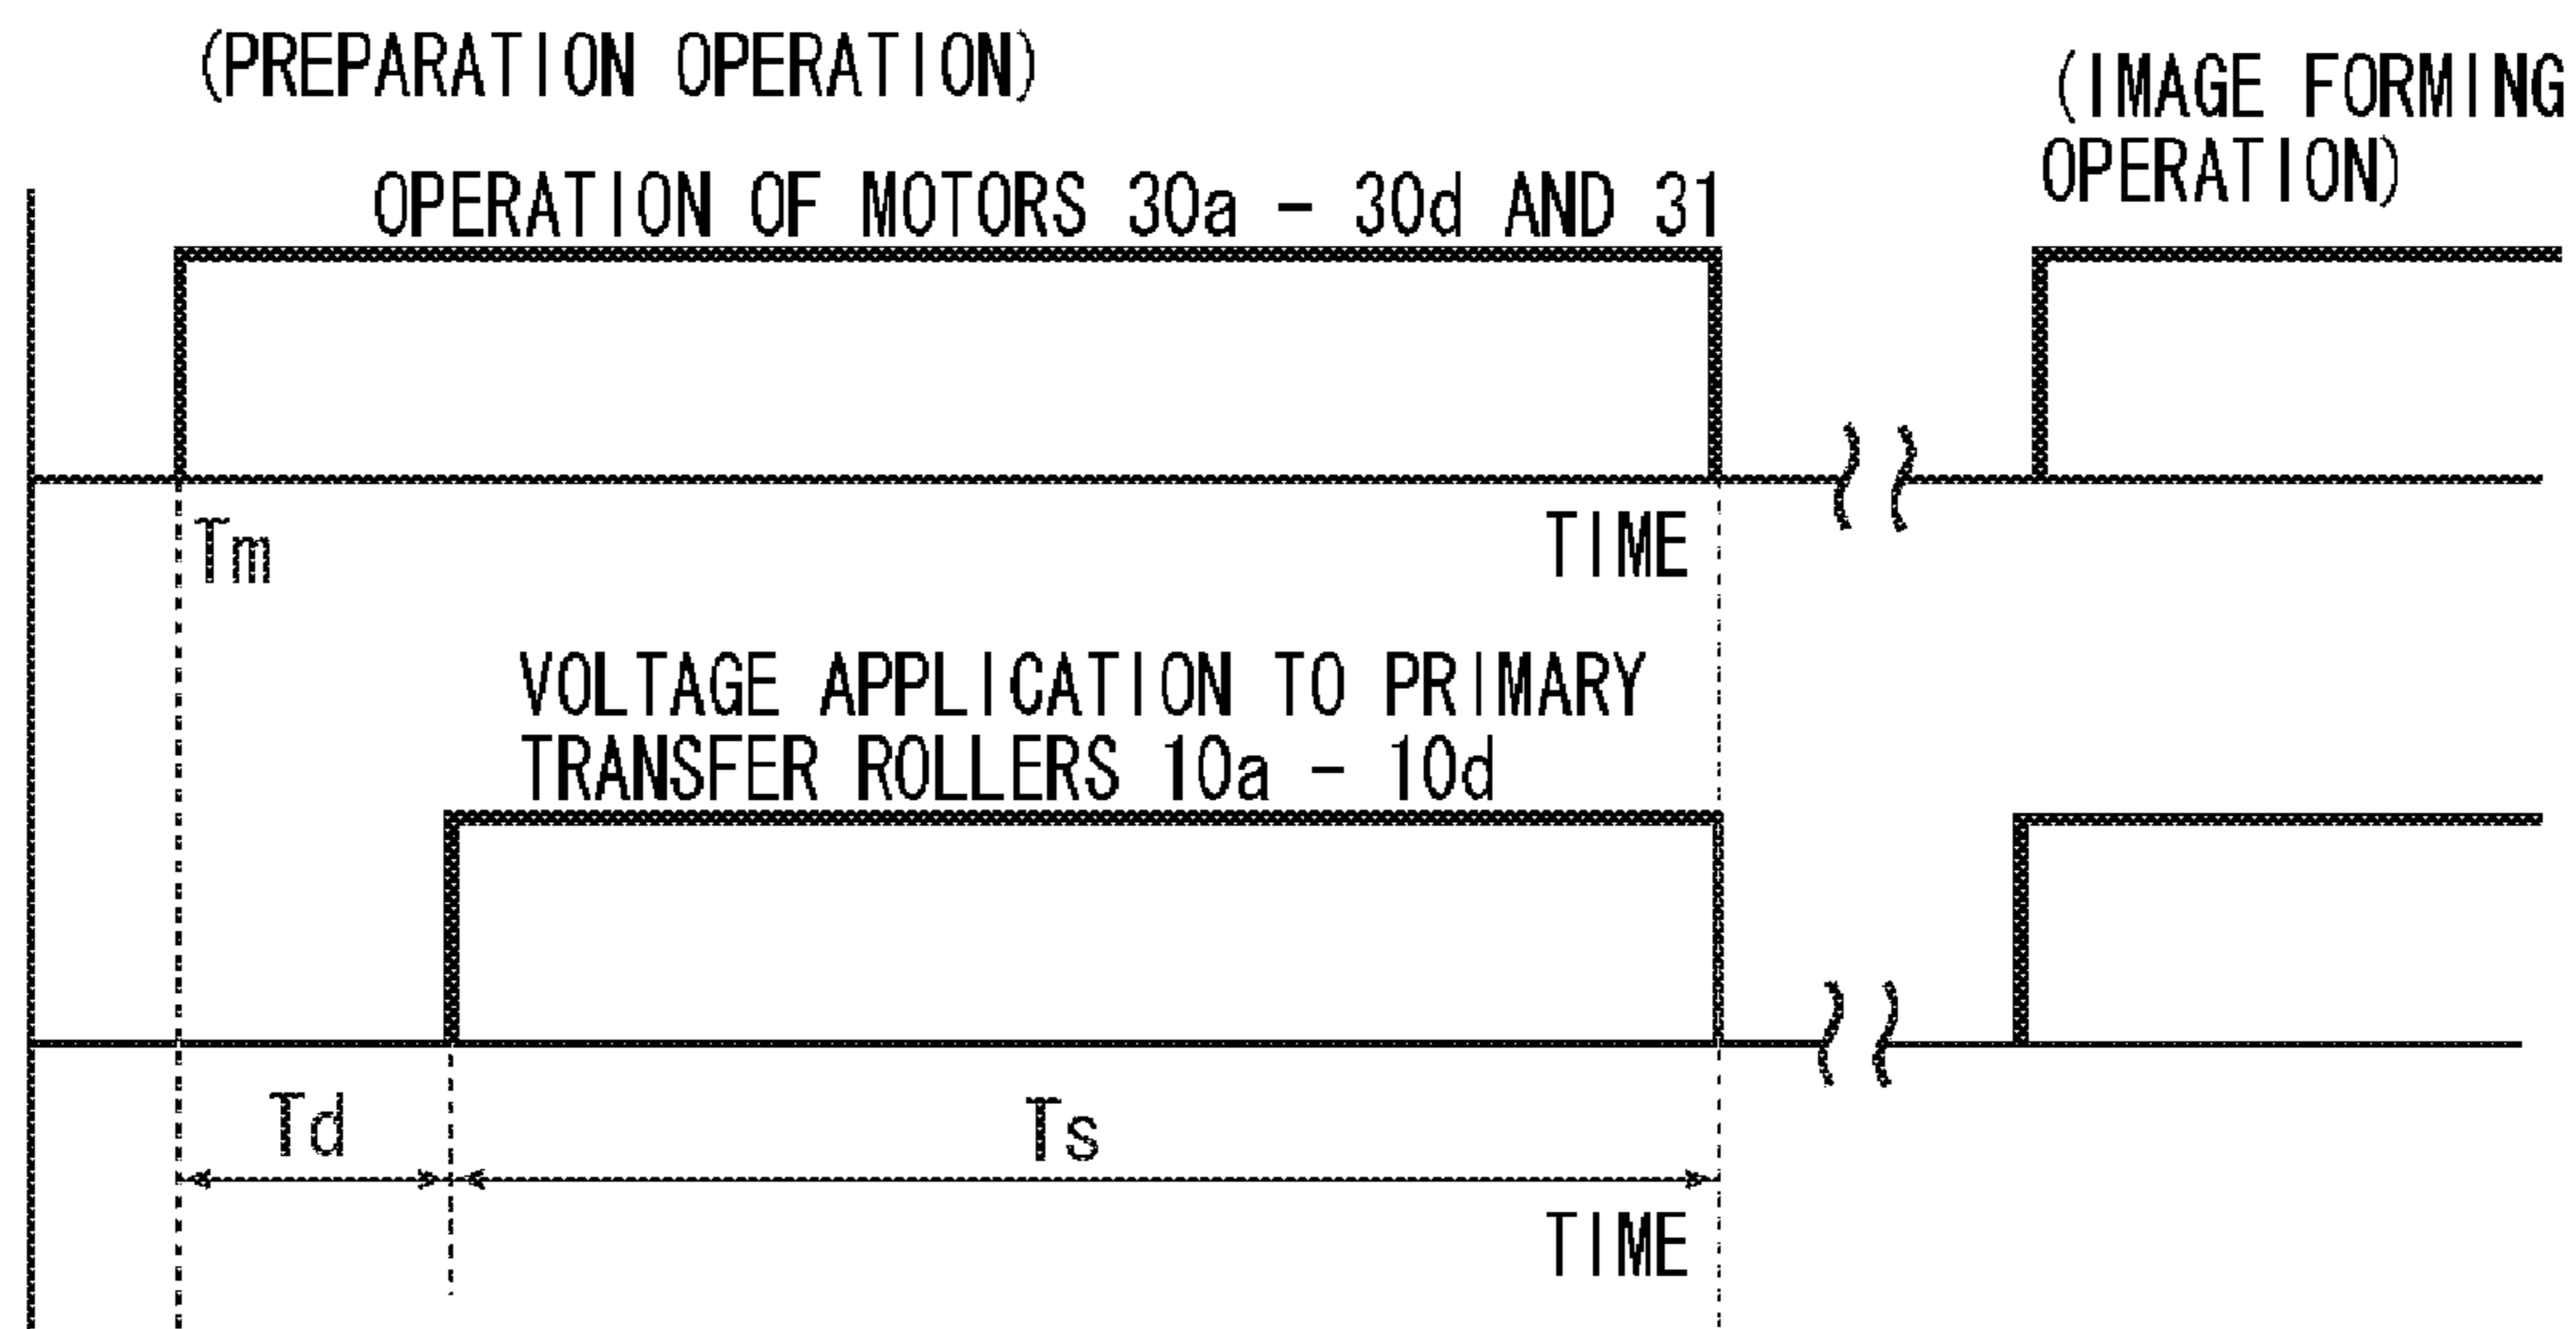 (PREPARATION OPERATION)
(IMAGE FORMING
OPERATION)
OPERATION OF MOTORS 30a - 30d AND 31
Tm
TIME
VOLTAGE APPLICATION TO PRIMARY
TRANSFER ROLLERS 10a - 10d
Td
Ts
TIME